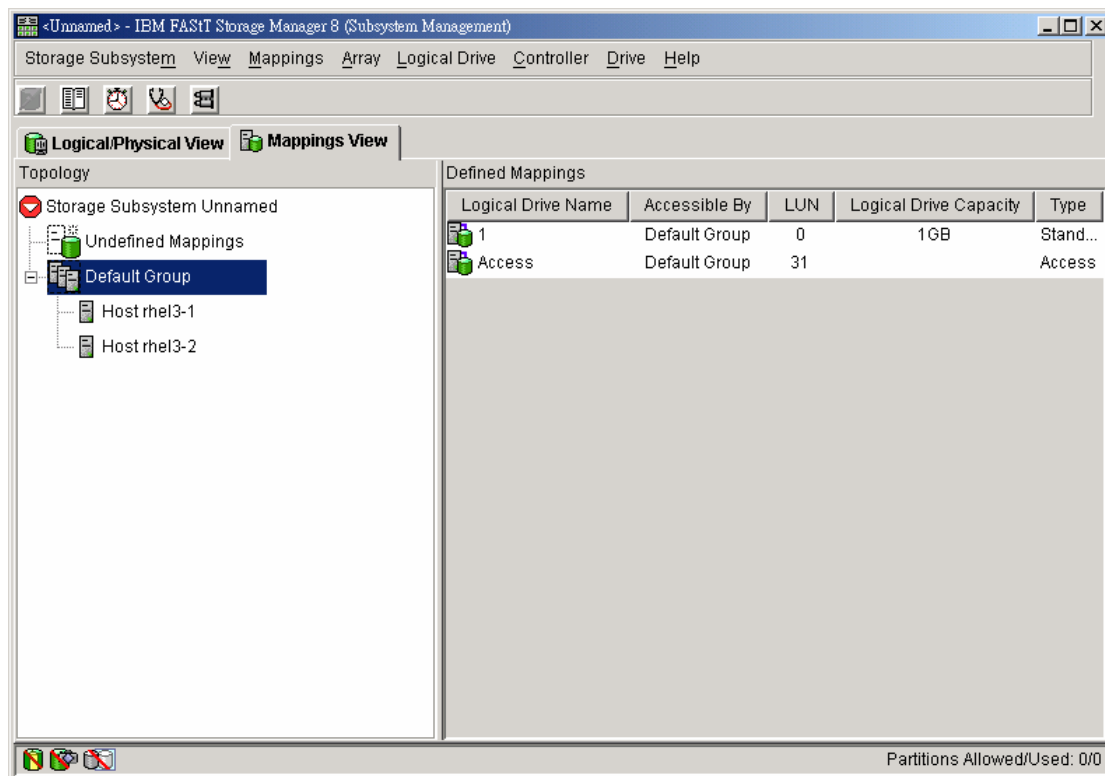 <Unnamed> - IBM FAStT Storage Manager 8 (Subsystem Management)
Storage Subsystem View Mappings Array Logical Drive Controller Drive Help
Logical/Physical View Mappings View
Topology Defined Mappings
Storage Subsystem Unnamed
Undefined Mappings
Default Group
Host rhel3-1
Host rhel3-2
Logical Drive Name Accessible By LUN Logical Drive Capacity Type
1 Default Group 0 1GB Stand...
Access Default Group 31 Access
Partitions Allowed/Used: 0/0